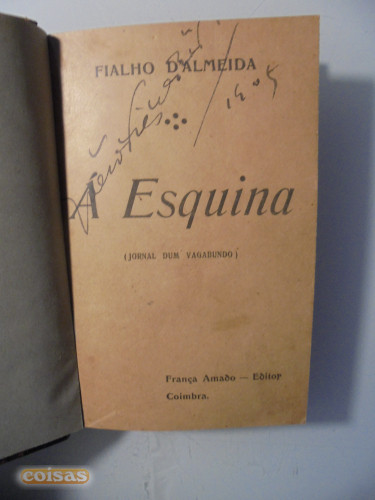 FIALHO D'ALMEIDA
1905
À Esquina
(JORNAL DUM VAGABUNDO)
França Amado — Editor
Coimbra.
coisas